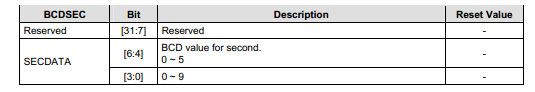 BCDSEC Bit Description Reset Value
Reserved [31:7] Reserved -
SECDATA [6:4] BCD value for second.
0 ~ 5 -
[3:0] 0 ~ 9 -